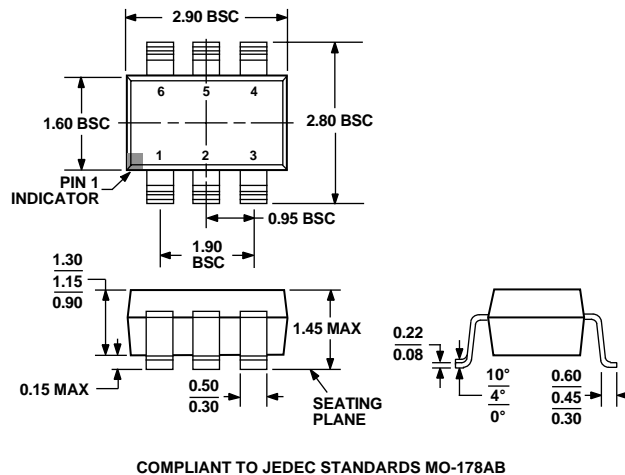 2.90 BSC
6 5 4
1.60 BSC
2.80 BSC
1 2 3
PIN 1
INDICATOR
0.95 BSC
1.90
BSC
1.30
1.15
0.90
1.45 MAX
0.15 MAX
0.50
0.30
SEATING
PLANE
0.22
0.08
10°
4°
0°
0.60
0.45
0.30
COMPLIANT TO JEDEC STANDARDS MO-178AB